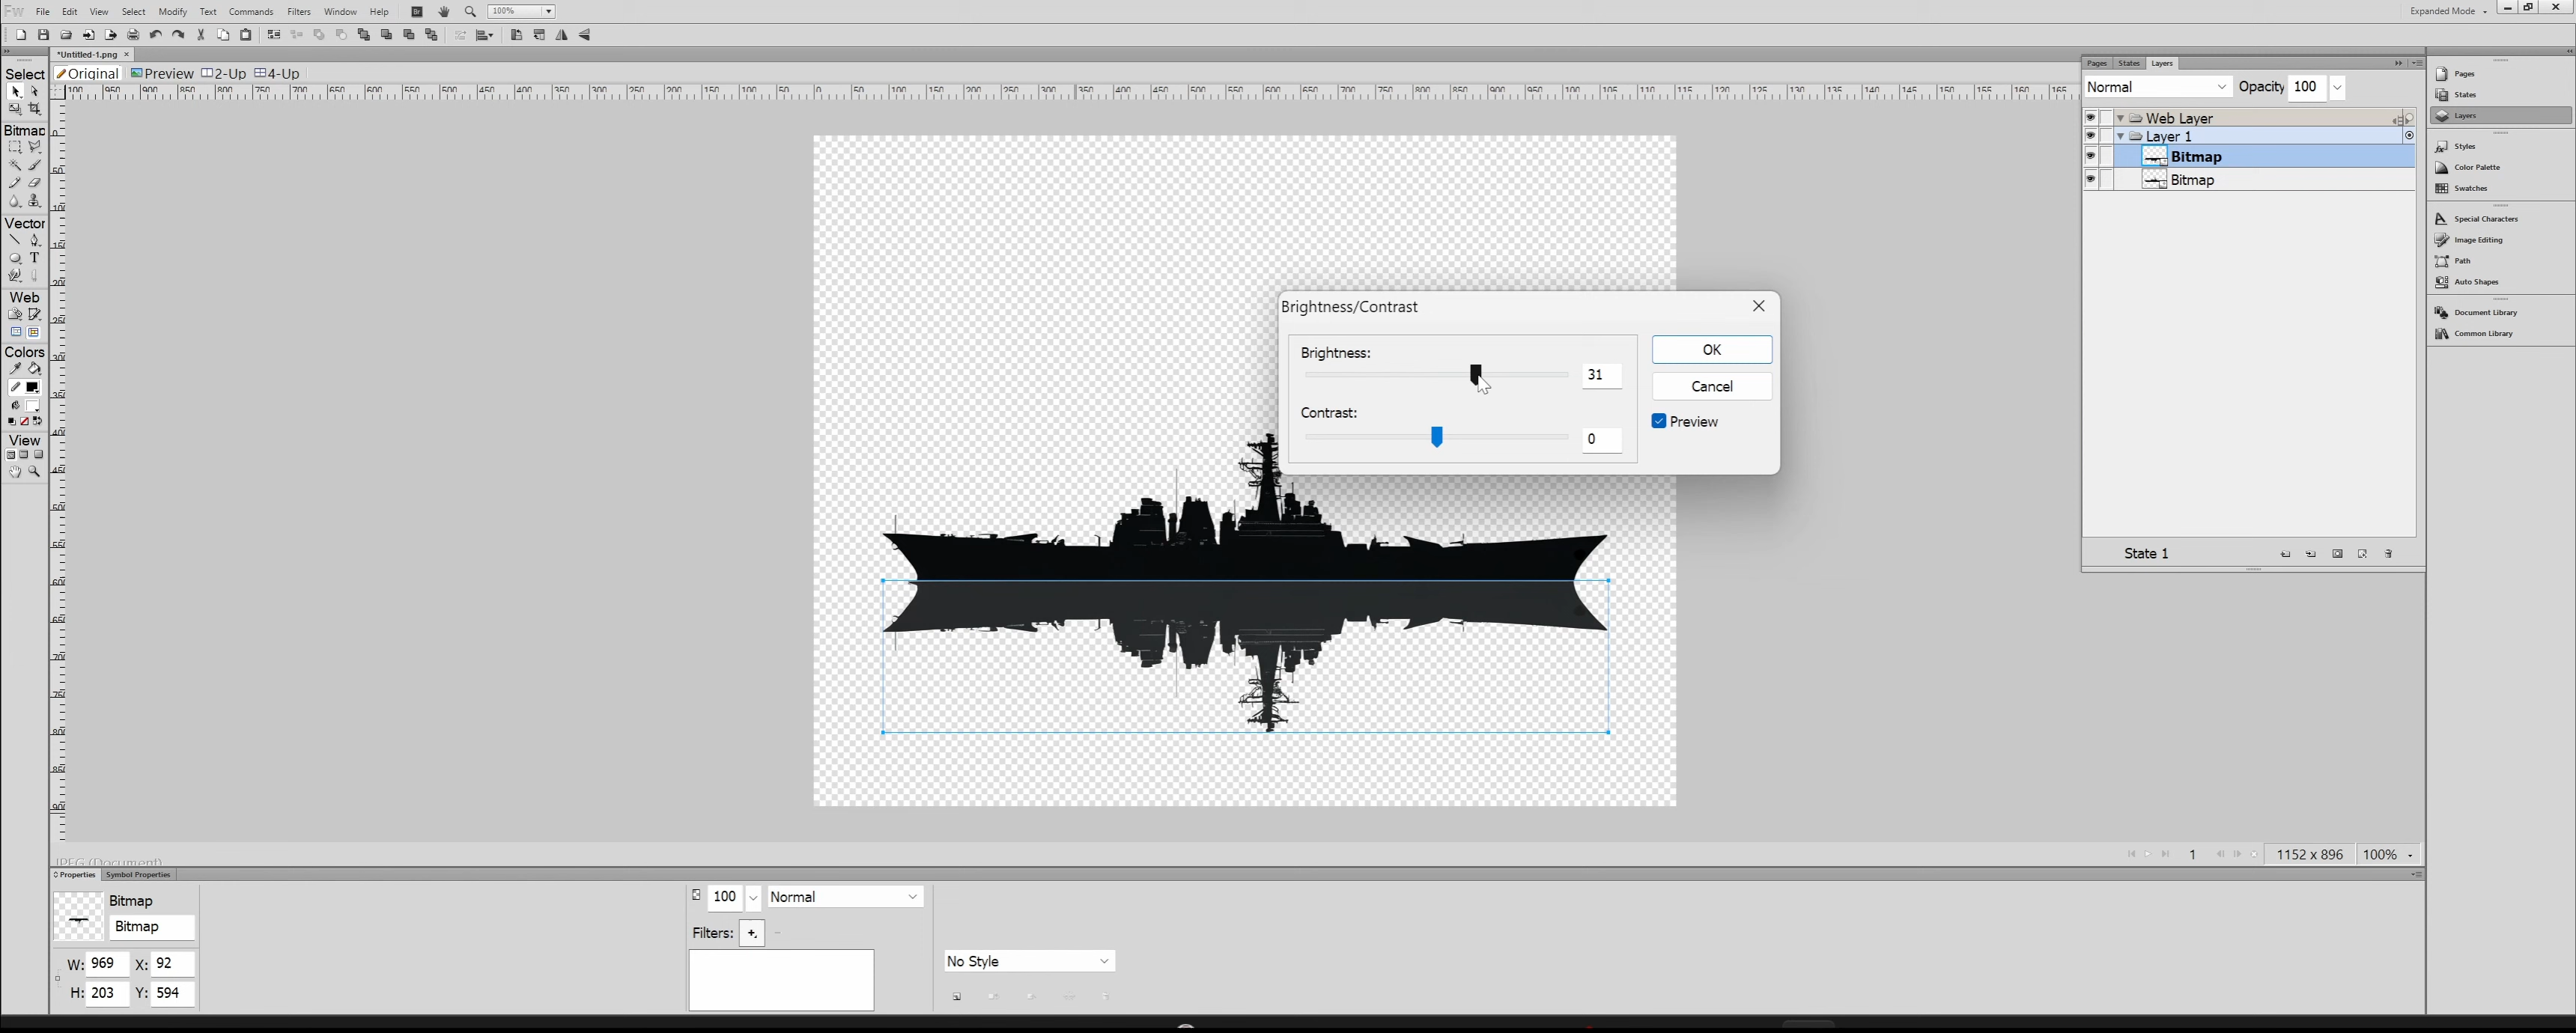 Fw File Edit View Select Modify Text Commands Filters Window Help Br 100% Expanded Mode
*Untitled-1.png ×
Original Preview 2-Up 4-Up
Select
Bitmap
Vector
Web
Colors
View
Pages States Layers
Normal Opacity 100
Web Layer
Layer 1
Bitmap
Bitmap
State 1
Pages
States
Layers
Styles
Color Palette
Swatches
Special Characters
Image Editing
Path
Auto Shapes
Document Library
Common Library
Brightness/Contrast
Brightness:
31
Contrast:
0
OK
Cancel
Preview
JPEG (Document)
1 1152 x 896 100%
Properties Symbol Properties
Bitmap
Bitmap
W: 969 X: 92
H: 203 Y: 594
100 Normal
Filters: +
No Style